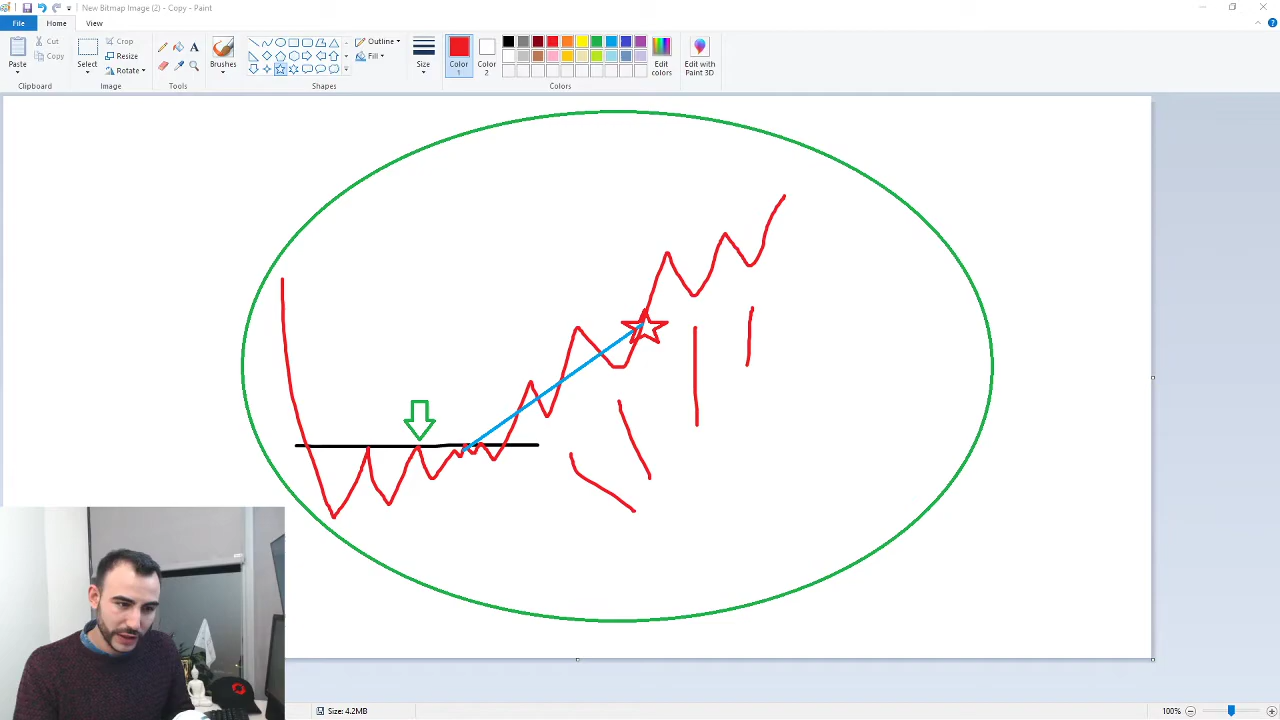 New Bitmap Image (2) - Copy - Paint
File Home View
Paste
Cut
Copy
Clipboard
Select
Crop
Resize
Rotate
Image
Tools
Brushes
Outline
Fill
Shapes
Size
Color 1
Color 2
Edit colors
Colors
Edit with Paint 3D
Size: 4.2MB
100%